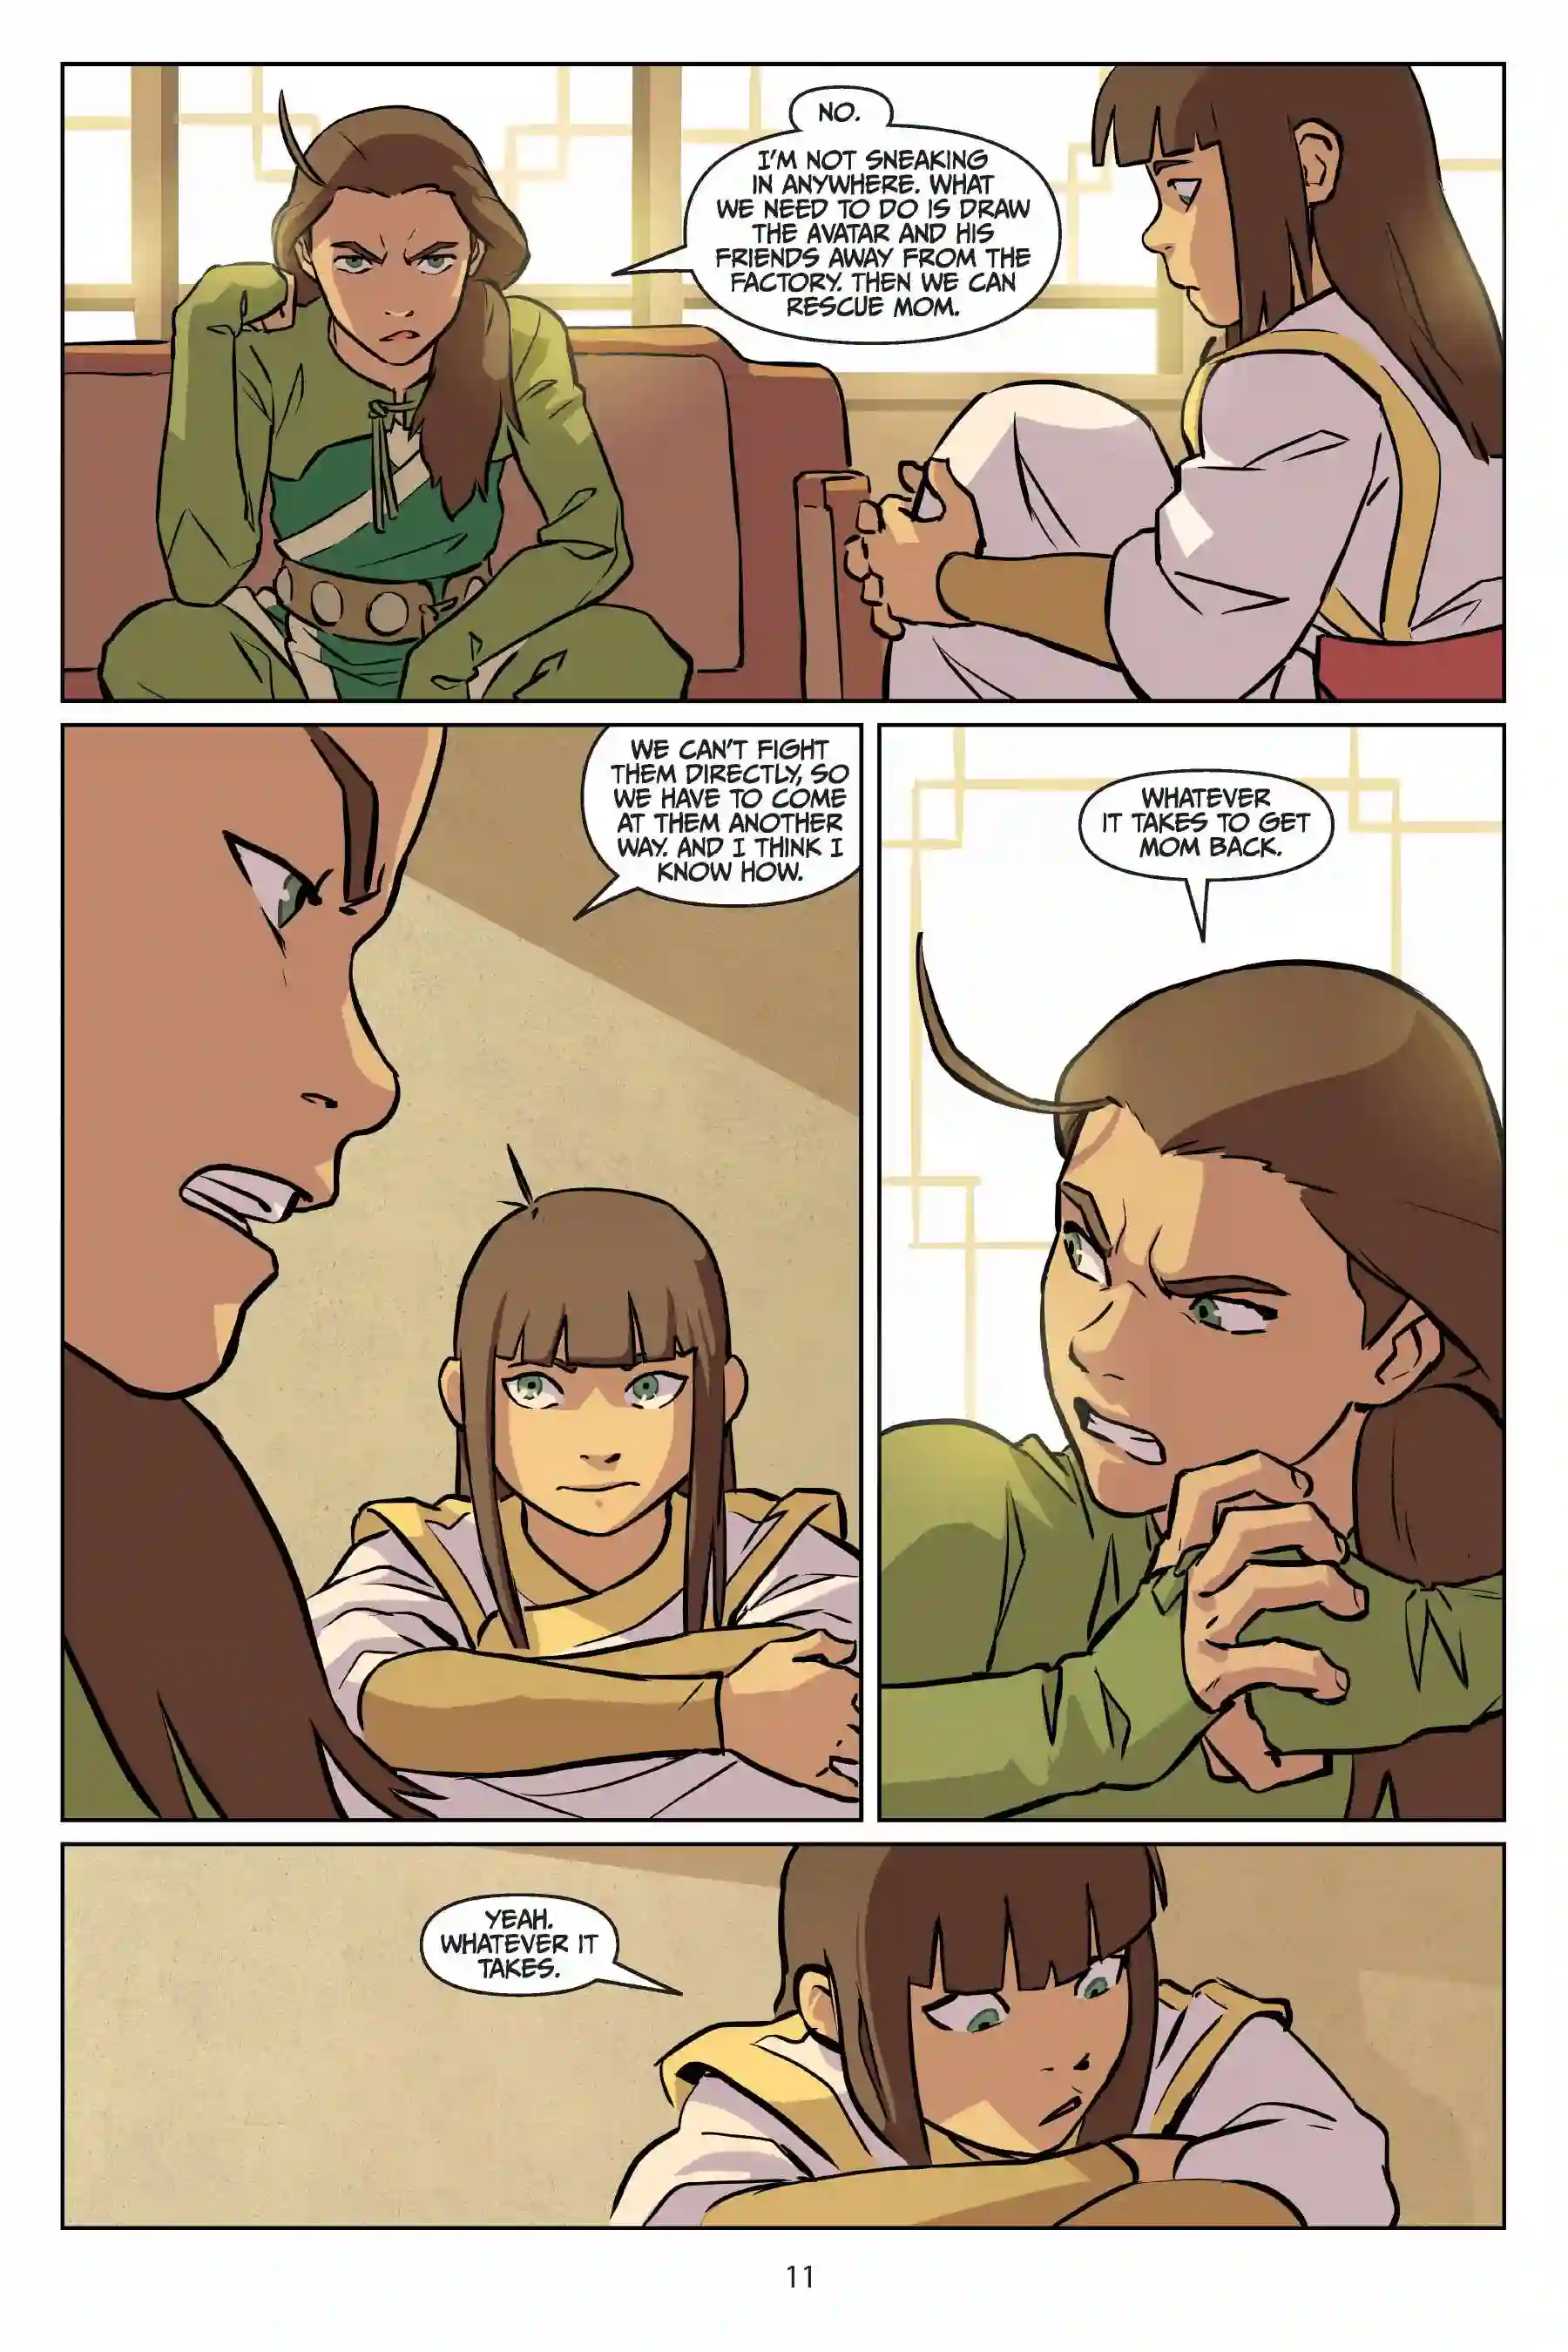 NO.
I'M NOT SNEAKING
IN ANYWHERE. WHAT
WE NEED TO DO IS DRAW
THE AVATAR AND HIS
FRIENDS AWAY FROM THE
FACTORY. THEN WE CAN
RESCUE MOM.
WE CAN'T FIGHT
THEM DIRECTLY, SO
WE HAVE TO COME
AT THEM ANOTHER
WAY. AND I THINK I
KNOW HOW.
WHATEVER
IT TAKES TO GET
MOM BACK.
YEAH.
WHATEVER IT
TAKES.
11